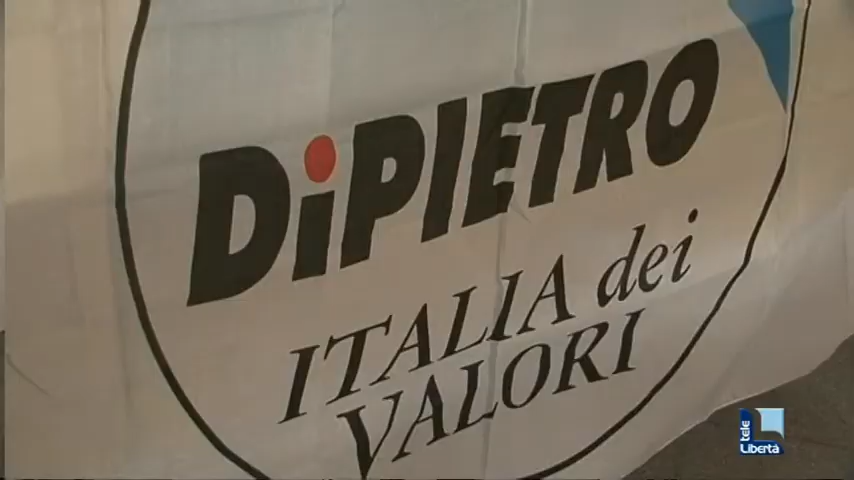 DiPIETRO
ITALIA dei
VALORI
tele
Libertà